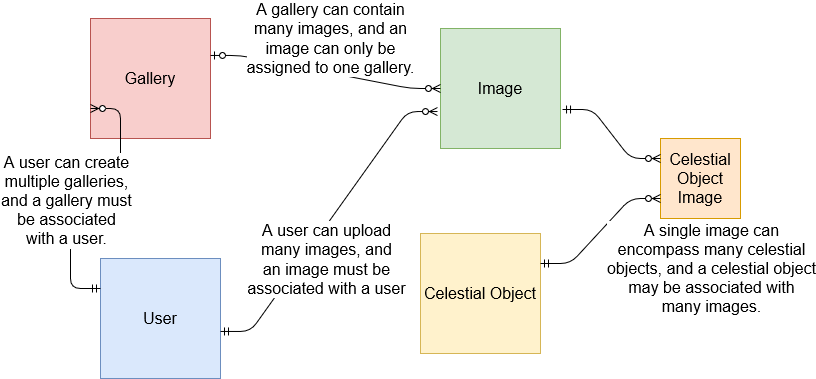 A gallery can contain
many images, and an
image can only be
assigned to one gallery.
Gallery
Image
A user can create
multiple galleries,
and a gallery must
be associated
with a user.
Celestial
Object
Image
A user can upload
many images, and
an image must be
associated with a user
A single image can
encompass many celestial
objects, and a celestial object
may be associated with
many images.
Celestial Object
User